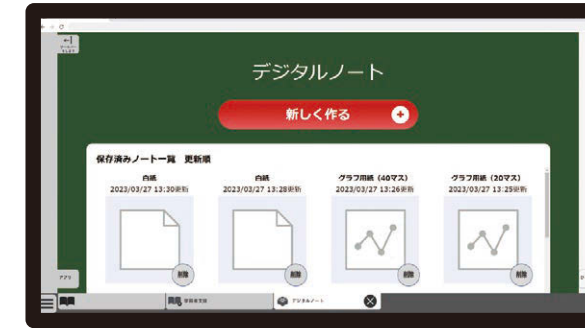 デジタルノート
新しく作る
保存済みノート一覧 更新順
白紙
2023/03/27 13:30更新
削除
白紙
2023/03/27 13:28更新
削除
グラフ用紙（40マス）
2023/03/27 13:26更新
削除
グラフ用紙（20マス）
2023/03/27 13:25更新
削除
アプリ
デジタルノート